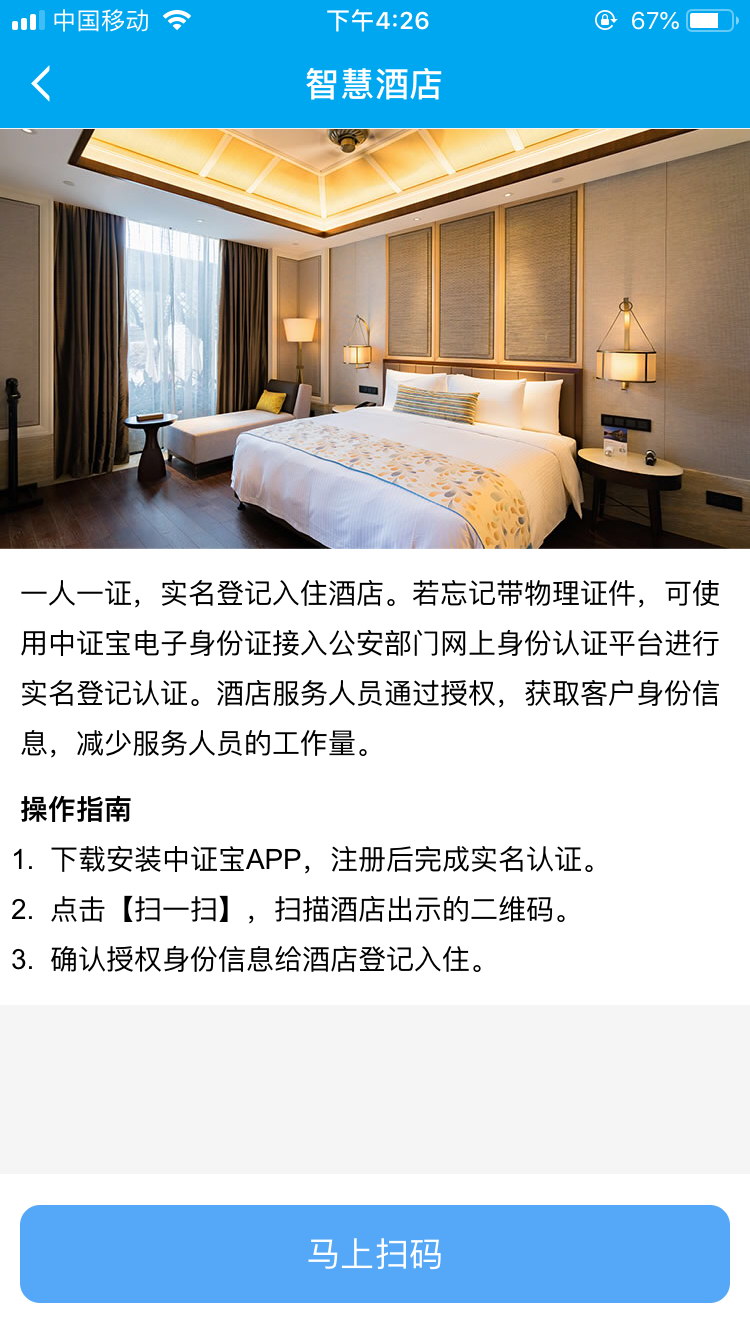 中国移动
下午4:26
67%
智慧酒店
一人一证，实名登记入住酒店。若忘记带物理证件，可使
用中证宝电子身份证接入公安部门网上身份认证平台进行
实名登记认证。酒店服务人员通过授权，获取客户身份信
息，减少服务人员的工作量。
操作指南
1. 下载安装中证宝APP，注册后完成实名认证。
2. 点击【扫一扫】，扫描酒店出示的二维码。
3. 确认授权身份信息给酒店登记入住。
马上扫码